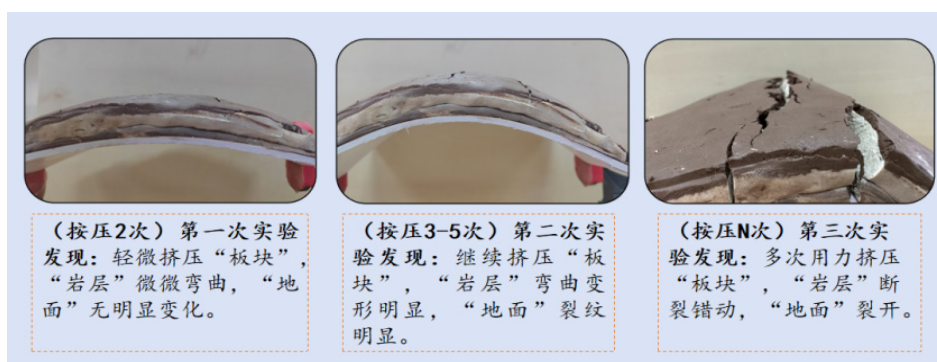 （按压2次）第一次实验
发现：轻微挤压“板块”，
“岩层”微微弯曲，“地
面”无明显变化。
（按压3-5次）第二次实
验发现：继续挤压“板
块”，“岩层”弯曲变
形明显，“地面”裂纹
明显。
（按压N次）第三次实
验发现：多次用力挤压
“板块”，“岩层”断
裂错动，“地面”裂开。